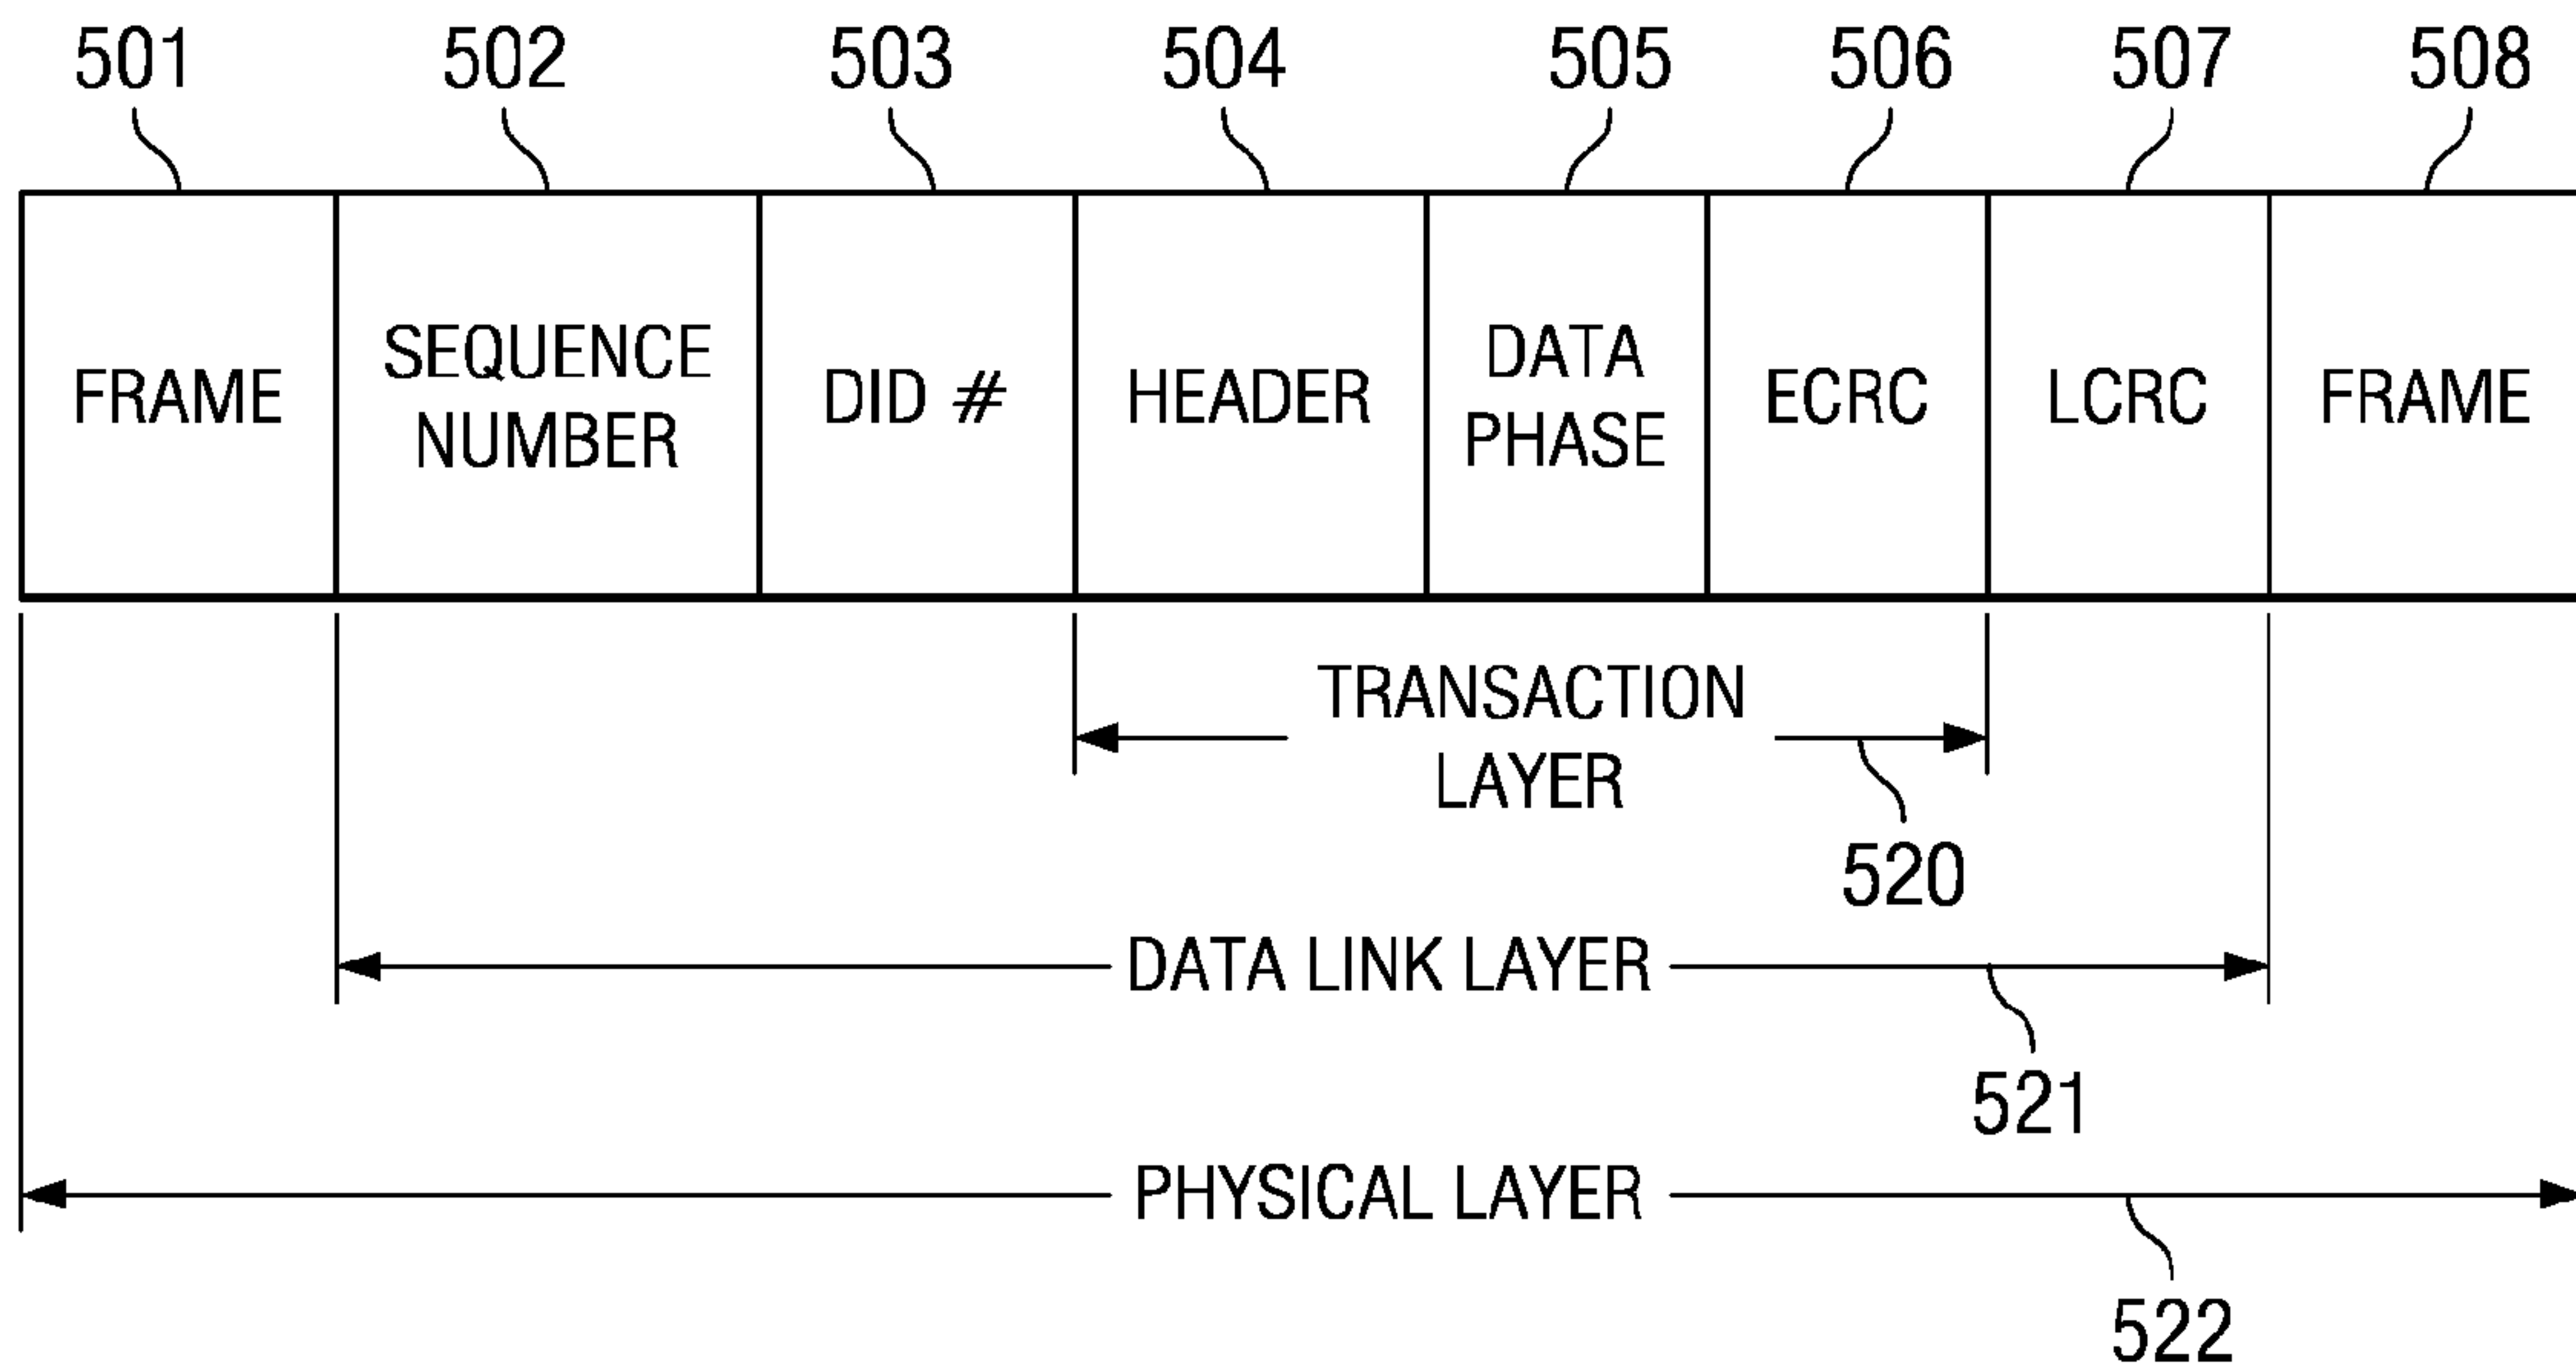 501 502 503 504 505 506 507 508
FRAME
SEQUENCE
NUMBER
DID #
HEADER
DATA
PHASE
ECRC
LCRC
FRAME
TRANSACTION
LAYER
520
DATA LINK LAYER
521
PHYSICAL LAYER
522